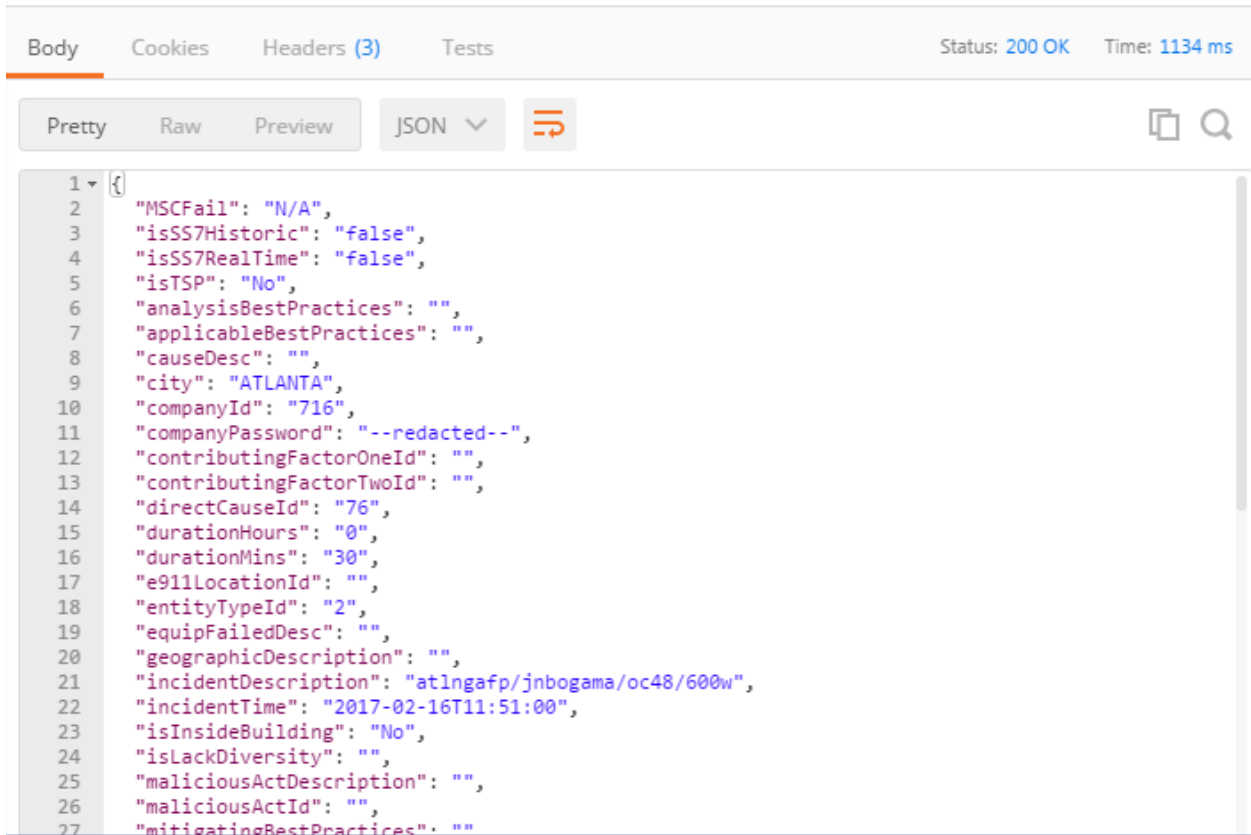 Body Cookies Headers (3) Tests Status: 200 OK Time: 1134 ms
Pretty Raw Preview JSON
1 {
2 "MSCFail": "N/A",
3 "isSS7Historic": "false",
4 "isSS7RealTime": "false",
5 "isTSP": "No",
6 "analysisBestPractices": "",
7 "applicableBestPractices": "",
8 "causeDesc": "",
9 "city": "ATLANTA",
10 "companyId": "716",
11 "companyPassword": "--redacted--",
12 "contributingFactorOneId": "",
13 "contributingFactorTwoId": "",
14 "directCauseId": "76",
15 "durationHours": "0",
16 "durationMins": "30",
17 "e911LocationId": "",
18 "entityTypeId": "2",
19 "equipFailedDesc": "",
20 "geographicDescription": "",
21 "incidentDescription": "atlngafp/jnbogama/oc48/600w",
22 "incidentTime": "2017-02-16T11:51:00",
23 "isInsideBuilding": "No",
24 "isLackDiversity": "",
25 "maliciousActDescription": "",
26 "maliciousActId": "",
27 "mitigatingBestPractices": ""